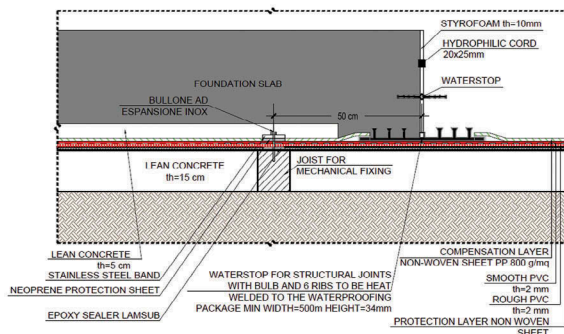 STYROFOAM th=10mm
HYDROPHILIC CORD
20x25mm
WATERSTOP
FOUNDATION SLAB
BULLONE AD
ESPANSIONE INOX
50 cm
LEAN CONCRETE
th=15 cm
JOIST FOR
MECHANICAL FIXING
LEAN CONCRETE
th=5 cm
STAINLESS STEEL BAND
NEOPRENE PROTECTION SHEET
EPOXY SEALER LAMSUB
WATERSTOP FOR STRUCTURAL JOINTS
WITH BULB AND 6 RIBS TO BE HEAT
WELDED TO THE WATERPROOFING
PACKAGE MIN WIDTH=500m HEIGHT=34mm
COMPENSATION LAYER
NON-WOVEN SHEET PP 800 g/mq
SMOOTH PVC
th=2 mm
ROUGH PVC
th=2 mm
PROTECTION LAYER NON WOVEN
SHEET